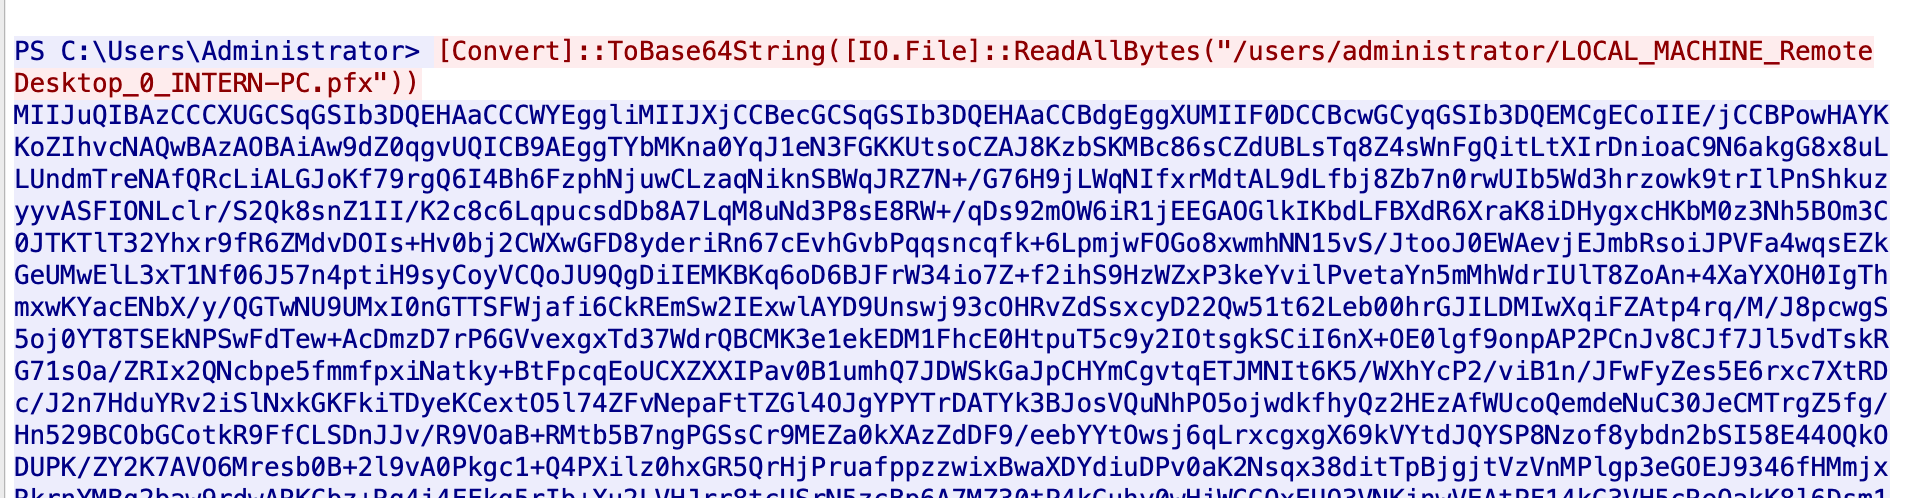 PS C:\Users\Administrator> [Convert]::ToBase64String([IO.File]::ReadAllBytes("/users/administrator/LOCAL_MACHINE_Remote
Desktop_0_INTERN-PC.pfx"))
MIIJuQIBAzCCCXUGCSqGSIb3DQEHAaCCCWYEggliMIIJXjCCBecGCSqGSIb3DQEHAaCCBdgEggXUMIIF0DCCBcwGCyqGSIb3DQEMCgECoIIE/jCCBPowHAYK
KoZIhvcNAQwBAzAOBAiAw9dZ0qgvUQICB9AEggTYbMKna0YqJ1eN3FGKKUtsoCZAJ8KzbSKMBc86sCZdUBLsTq8Z4sWnFgQitLtXIrDnioaC9N6akgG8x8uL
LUndmTreNAfQRcLiALGJoKf79rgQ6I4Bh6FzphNjuwCLzaqNiknSBWqJRZ7N+/G76H9jLWqNIfxrMdtAL9dLfbj8Zb7n0rwUIb5Wd3hrzowk9trIlPnShkuz
yyvASFIONLclr/S2Qk8snZ1II/K2c8c6LqpucsdDb8A7LqM8uNd3P8sE8RW+/qDs92mOW6iR1jEEGAOGlkIKbdLFBXdR6XraK8iDHygxcHKbM0z3Nh5BOm3C
0JTKTlT32Yhxr9fR6ZMdvDOIs+Hv0bj2CWXwGFD8yderiRn67cEvhGvbPqqsncqfk+6LpmjwFOGo8xwmhNN15vS/JtooJ0EWAevjEJmbRsoiJPVFa4wqsEZk
GeUMwElL3xT1Nf06J57n4ptiH9syCoyVCQoJU9QgDiIEMKBKq6oD6BJFrW34io7Z+f2ihS9HzWZxP3keYvilPvetaYn5mMhWdrIUlT8ZoAn+4XaYXOH0IgTh
mxwKYacENbX/y/QGTwNU9UMxI0nGTTSFWjafi6CkREmSw2IExwlAYD9Unswj93cOHRvZdSsxcyD22Qw51t62Leb00hrGJILDMIwXqiFZAtp4rq/M/J8pcwgS
5oj0YT8TSEkNPSwFdTew+AcDmzD7rP6GVvexgxTd37WdrQBCMK3e1ekEDM1FhcE0HtpuT5c9y2IOtsgkSCiI6nX+OE0lgf9onpAP2PCnJv8CJf7Jl5vdTskR
G71sOa/ZRIx2QNcbpe5fmmfpxiNatky+BtFpcqEoUCXZXXIPav0B1umhQ7JDWSkGaJpCHYmCgvtqETJMNIt6K5/WXhYcP2/viB1n/JFwFyZes5E6rxc7XtRD
c/J2n7HduYRv2iSlNxkGKFkiTDyeKCextO5l74ZFvNepaFtTZGl4OJgYPYTrDATYk3BJosVQuNhPO5ojwdkfhyQz2HEzAfWUcoQemdeNuC30JeCMTrgZ5fg/
Hn529BCObGCotkR9FfCLSDnJJv/R9VOaB+RMtb5B7ngPGSsCr9MEZa0kXAzZdDF9/eebYYtOwsj6qLrxcgxgX69kVYtdJQYSP8Nzof8ybdn2bSI58E44OQkO
DUPK/ZY2K7AVO6Mresb0B+2l9vA0Pkgc1+Q4PXilz0hxGR5QrHjPruafppzzwixBwaXDYdiuDPv0aK2Nsqx38ditTpBjgjtVzVnMPlgp3eGOEJ9346fHMmjx